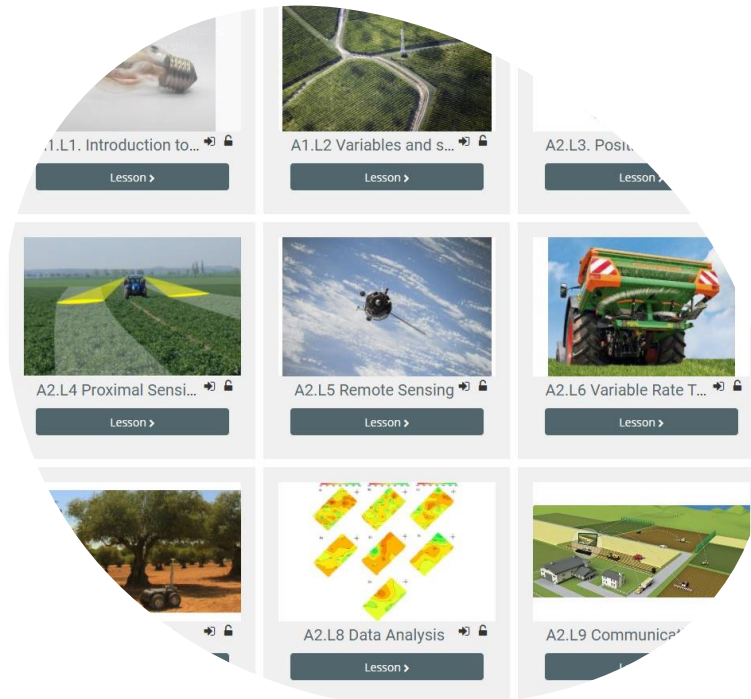 .1.L1. Introduction to...
A1.L2 Variables and s...
A2.L3. Posit
Lesson >
Lesson >
Lesson >
A2.L4 Proximal Sensi...
A2.L5 Remote Sensing
A2.L6 Variable Rate T...
Lesson >
Lesson >
Lesson >
A2.L8 Data Analysis
A2.L9 Communicat
Lesson >